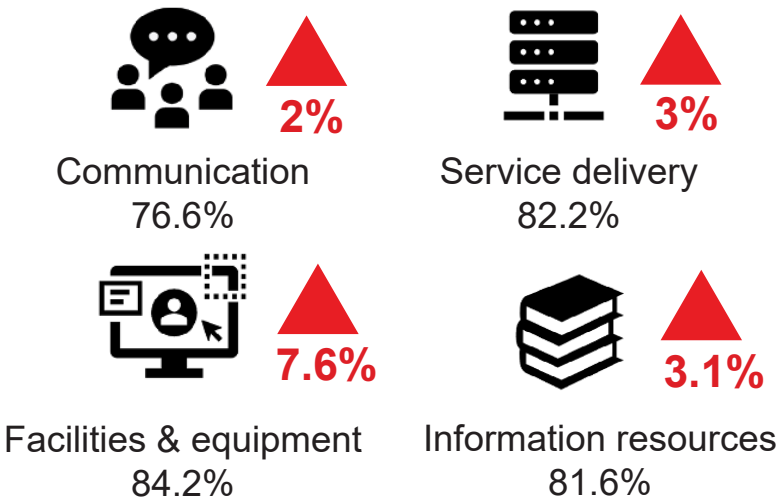 2%
3%
Communication
76.6%
Service delivery
82.2%
7.6%
3.1%
Facilities & equipment
84.2%
Information resources
81.6%